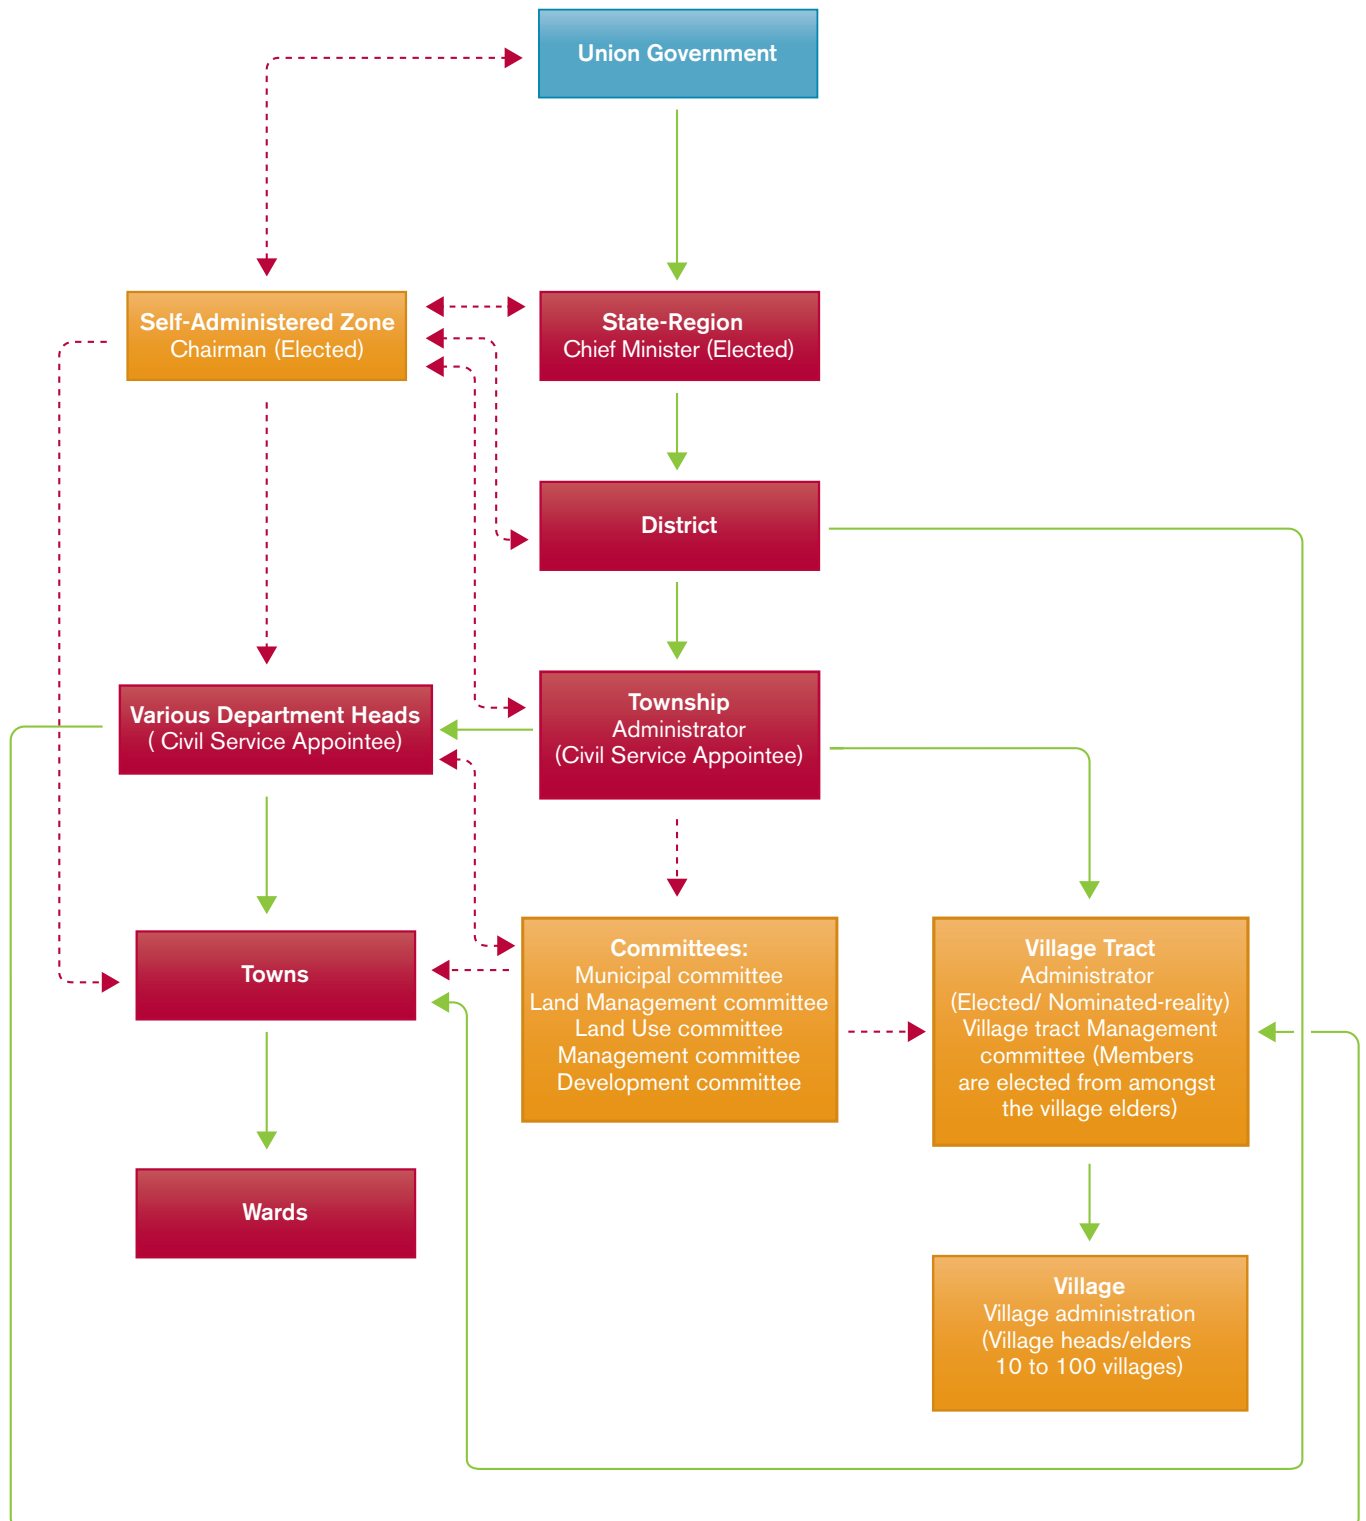 Union Government
Self-Administered Zone
Chairman (Elected)
State-Region
Chief Minister (Elected)
District
Various Department Heads
( Civil Service Appointee)
Township
Administrator
(Civil Service Appointee)
Towns
Committees:
Municipal committee
Land Management committee
Land Use committee
Management committee
Development committee
Village Tract
Administrator
(Elected/ Nominated-reality)
Village tract Management
committee (Members
are elected from amongst
the village elders)
Wards
Village
Village administration
(Village heads/elders
10 to 100 villages)